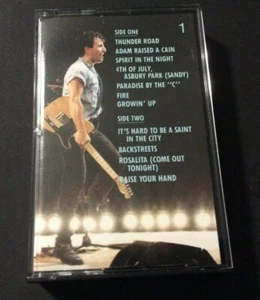 SIDE ONE
1
THUNDER ROAD
ADAM RAISED A CAIN
SPIRIT IN THE NIGHT
4TH OF JULY,
ASBURY PARK (SANDY)
PARADISE BY THE "C"
FIRE
GROWIN' UP
SIDE TWO
IT'S HARD TO BE A SAINT
IN THE CITY
BACKSTREETS
ROSALITA (COME OUT
TONIGHT)
RAISE YOUR HAND